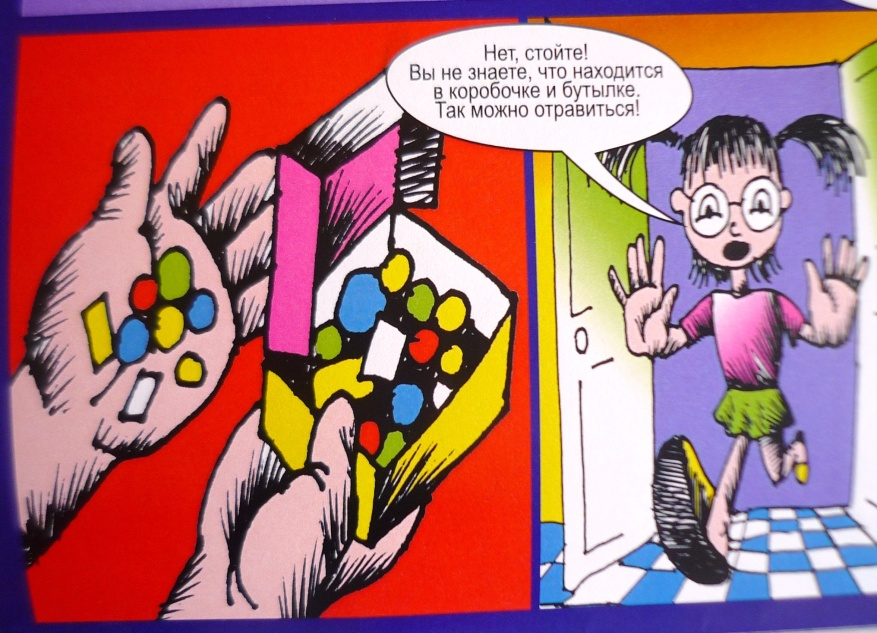 Нет, стойте!
Вы не знаете, что находится
в коробочке и бутылке.
Так можно отравиться!